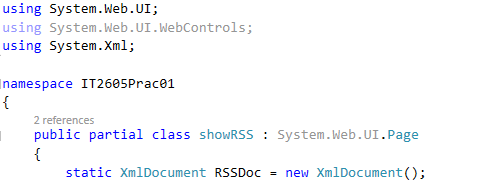 using System.Web.UI;
using System.Web.UI.WebControls;
using System.Xml;
namespace IT2605Prac01
{
2 references
public partial class showRSS : System.Web.UI.Page
{
static XmlDocument RSSDoc = new XmlDocument();